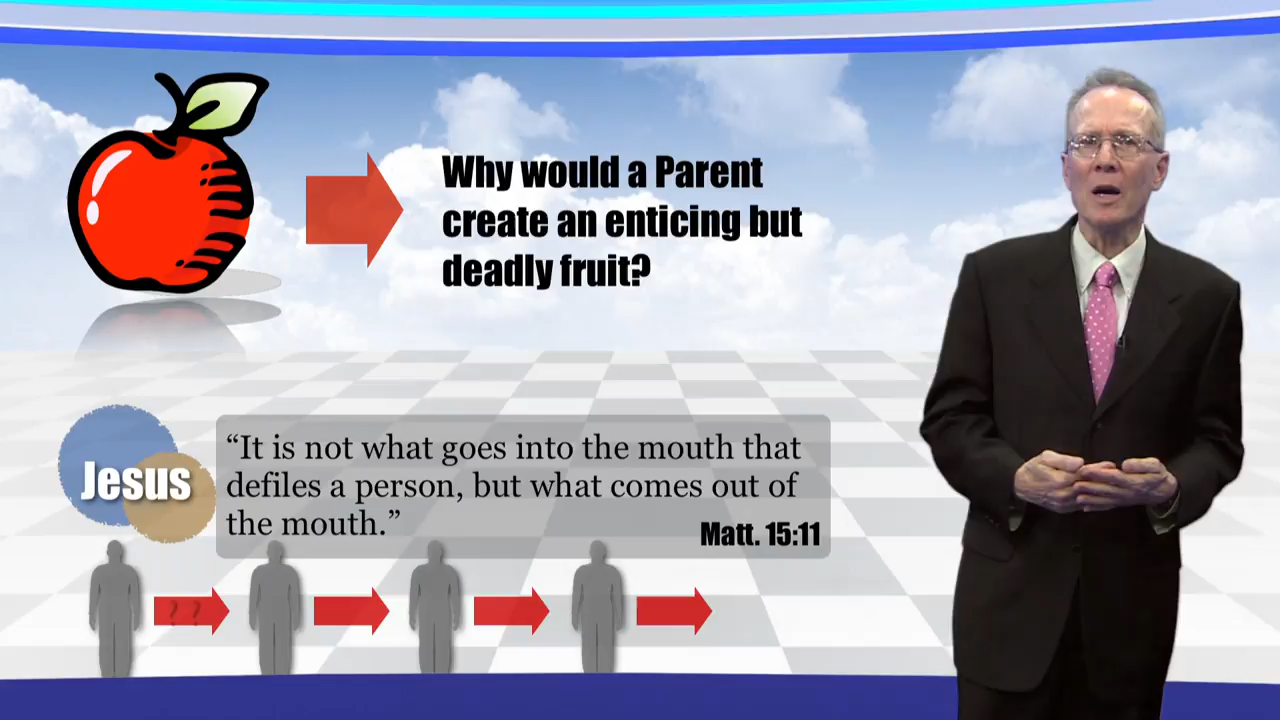 Why would a Parent
create an enticing but
deadly fruit?
Jesus
“It is not what goes into the mouth that
defiles a person, but what comes out of
the mouth.”
Matt. 15:11
? ?